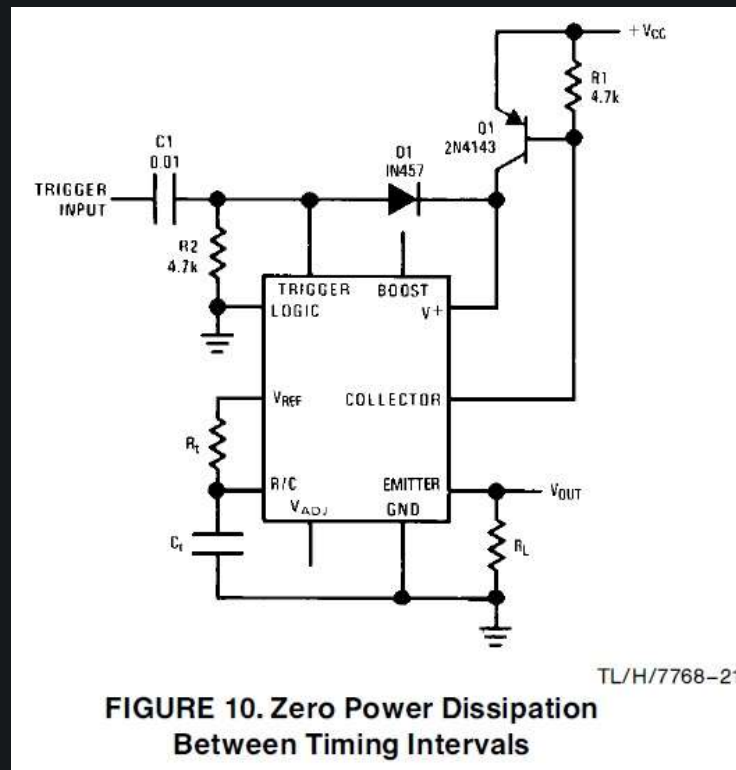 + VCC
R1
4.7k
Q1
2N4143
C1
0.01
D1
IN457
TRIGGER
INPUT
R2
4.7k
TRIGGER
BOOST
LOGIC
V+
VREF
COLLECTOR
Rt
R/C
EMITTER
VOUT
VADJ
GND
Ct
RL
TL/H/7768–21
FIGURE 10. Zero Power Dissipation
Between Timing Intervals